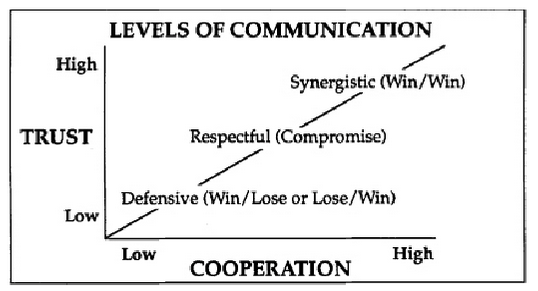 LEVELS OF COMMUNICATION
High
Synergistic (Win/Win)
TRUST
Respectful (Compromise)
Defensive (Win/Lose or Lose/Win)
Low
Low
High
COOPERATION